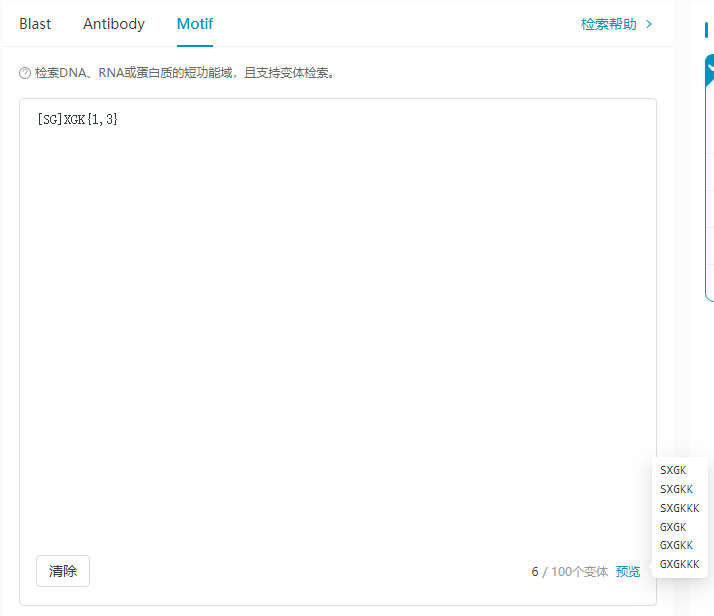 Blast Antibody Motif 检索帮助 >
检索DNA、RNA或蛋白质的短功能域，且支持变体检索。
[SG]XGK{1,3}
SXGK
SXGKK
SXGKKK
GXGK
GXGKK
GXGKKK
清除 6 / 100个变体 预览